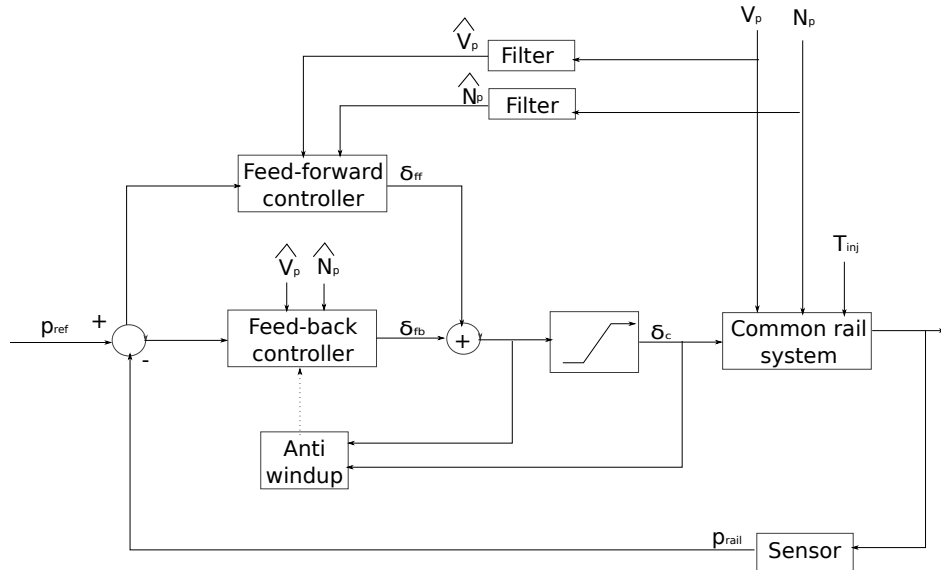 V̂p
Filter
Vp
Np
N̂p
Filter
Feed-forward
controller
δff
V̂p
N̂p
Tinj
pref
+
-
Feed-back
controller
δfb
+
δc
Common rail
system
Anti
windup
prail
Sensor